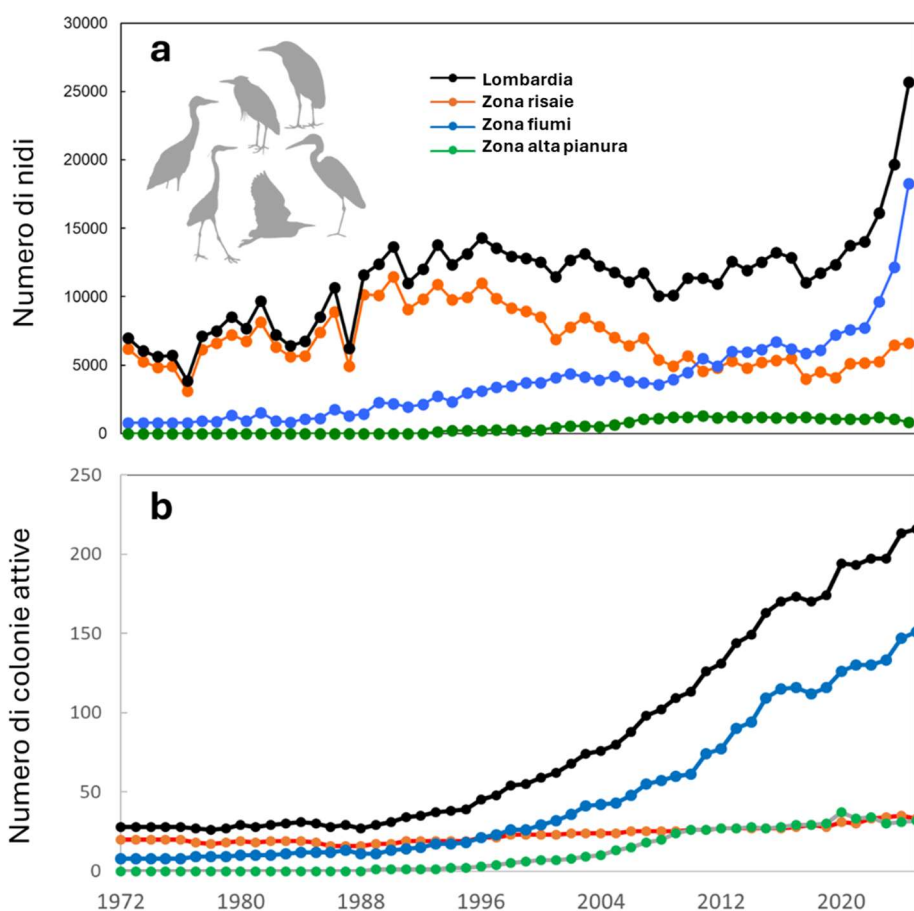 Numero di nidi
30000
25000
20000
15000
10000
5000
0
a
Lombardia
Zona risaie
Zona fiumi
Zona alta pianura
Numero di colonie attive
250
200
150
100
50
0
b
1972 1980 1988 1996 2004 2012 2020